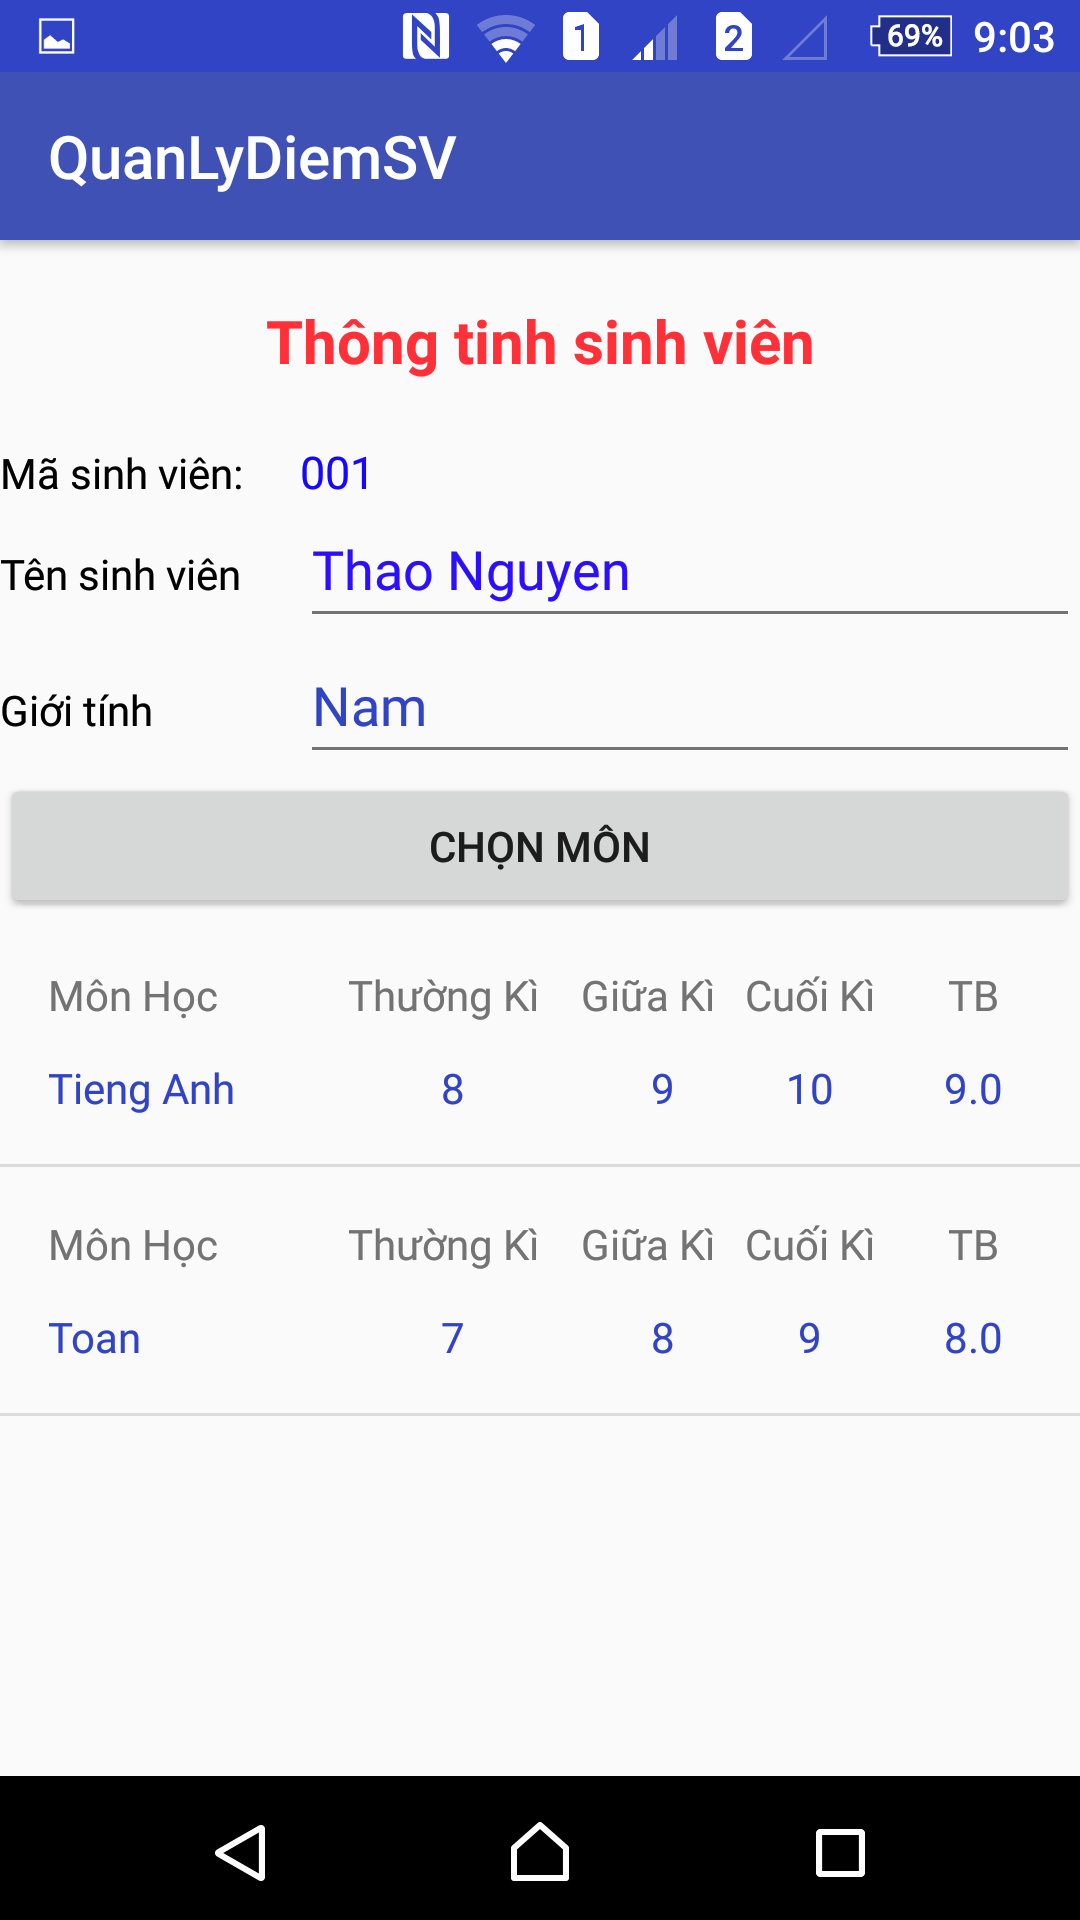 1 2 69% 9:03
QuanLyDiemSV
Thông tinh sinh viên
Mã sinh viên: 001
Tên sinh viên Thao Nguyen
Giới tính Nam
CHỌN MÔN
Môn Học Thường Kì Giữa Kì Cuối Kì TB
Tieng Anh 8 9 10 9.0
Môn Học Thường Kì Giữa Kì Cuối Kì TB
Toan 7 8 9 8.0